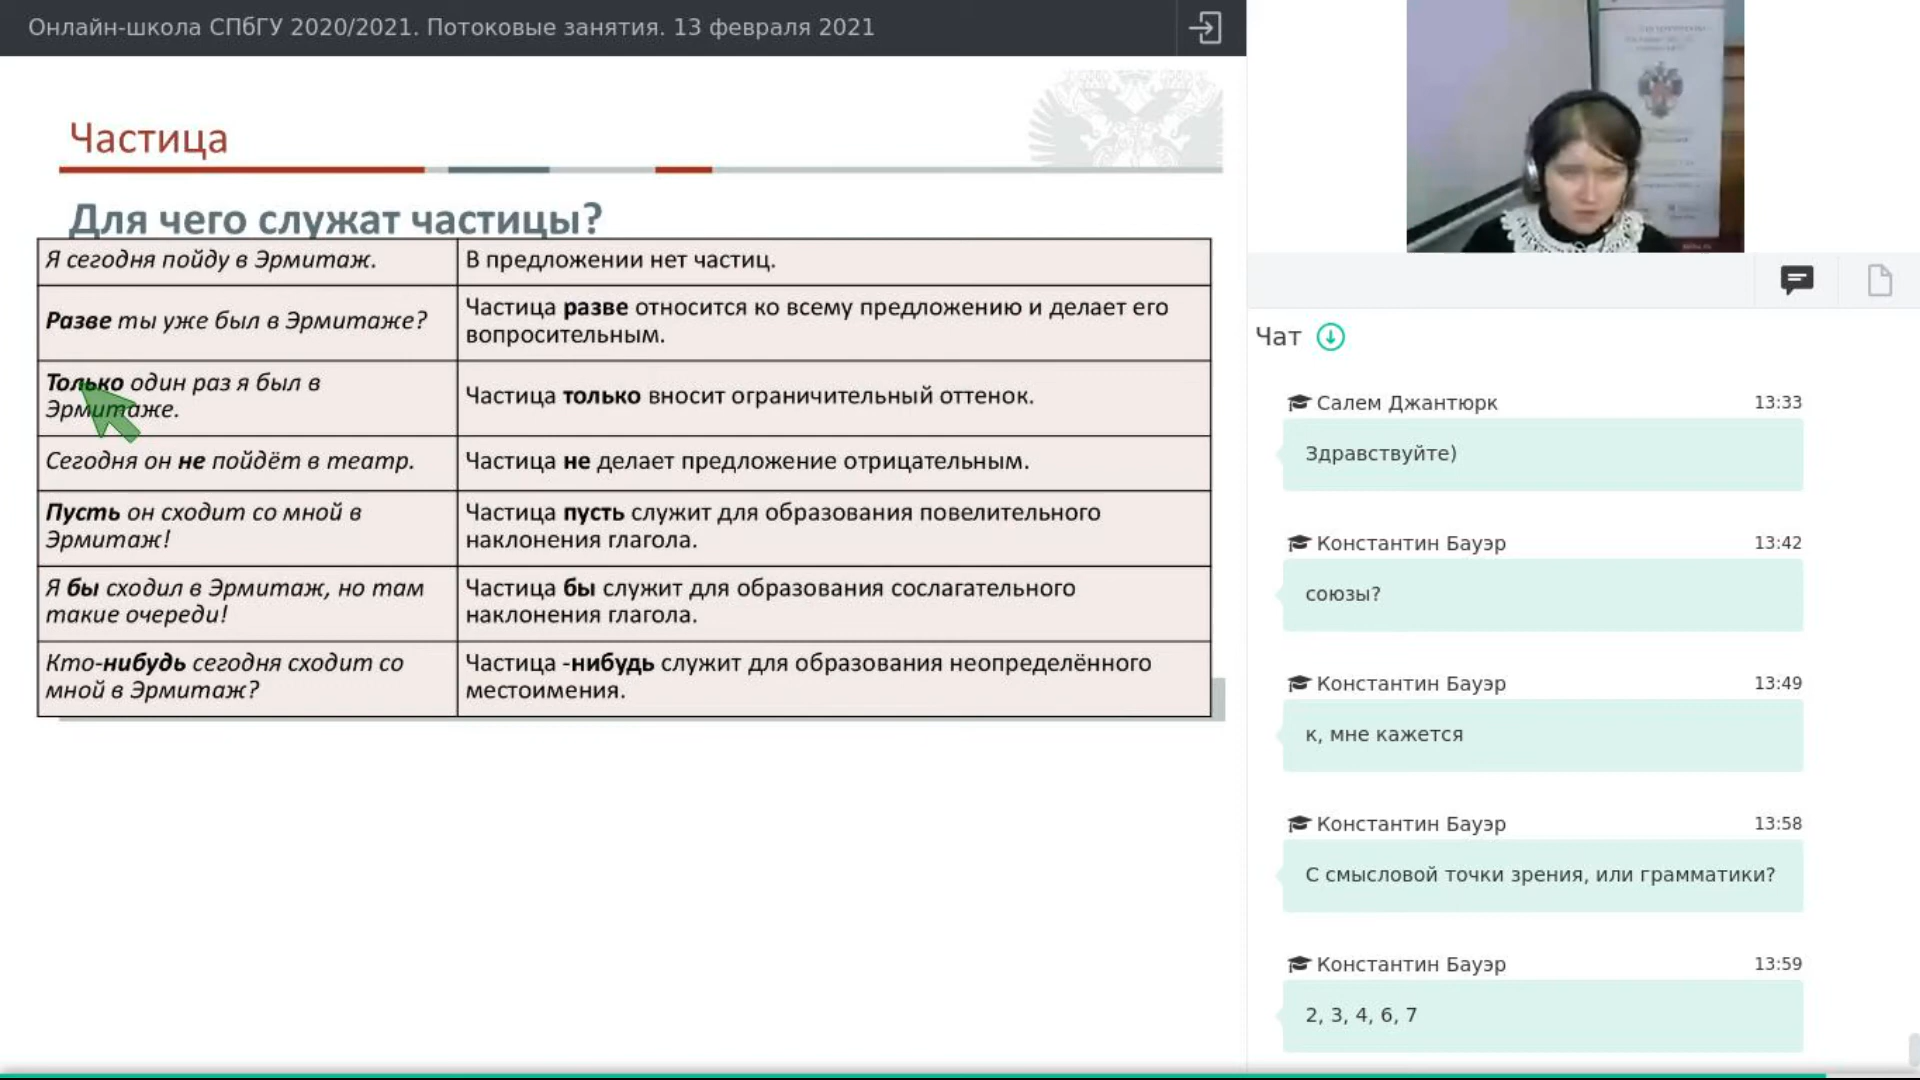 Онлайн-школа СПбГУ 2020/2021. Потоковые занятия. 13 февраля 2021
Частица
Для чего служат частицы?
Я сегодня пойду в Эрмитаж.
В предложении нет частиц.
Разве ты уже был в Эрмитаже?
Частица разве относится ко всему предложению и делает его
вопросительным.
Только один раз я был в
Эрмитаже.
Частица только вносит ограничительный оттенок.
Сегодня он не пойдёт в театр.
Частица не делает предложение отрицательным.
Пусть он сходит со мной в
Эрмитаж!
Частица пусть служит для образования повелительного
наклонения глагола.
Я бы сходил в Эрмитаж, но там
такие очереди!
Частица бы служит для образования сослагательного
наклонения глагола.
Кто-нибудь сегодня сходит со
мной в Эрмитаж?
Частица -нибудь служит для образования неопределённого
местоимения.
Чат
Салем Джантюрк 13:33
Здравствуйте)
Константин Бауэр 13:42
союзы?
Константин Бауэр 13:49
к, мне кажется
Константин Бауэр 13:58
С смысловой точки зрения, или грамматики?
Константин Бауэр 13:59
2, 3, 4, 6, 7